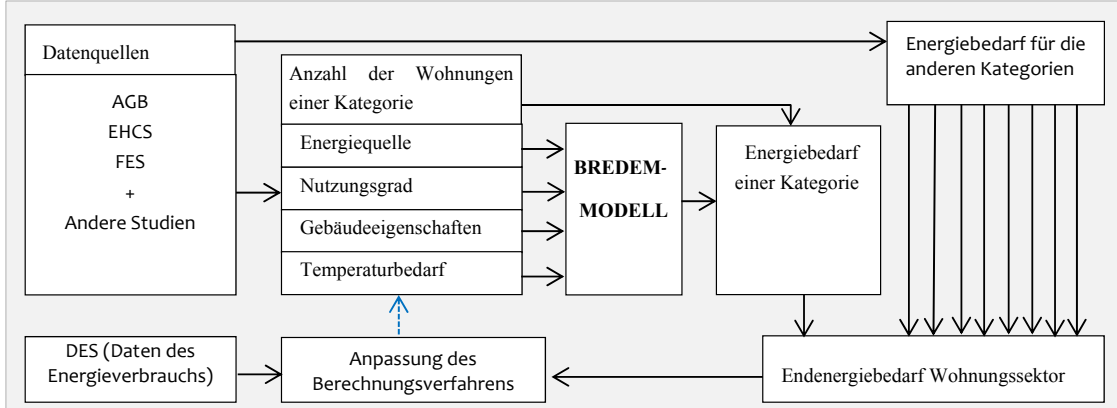 Datenquellen
AGB
EHCS
FES
+
Andere Studien
Anzahl der Wohnungen
einer Kategorie
Energiequelle
Nutzungsgrad
Gebäudeeigenschaften
Temperaturbedarf
BREDEM-
MODELL
Energiebedarf
einer Kategorie
Energiebedarf für die
anderen Kategorien
DES (Daten des
Energieverbrauchs)
Anpassung des
Berechnungsverfahrens
Endenergiebedarf Wohnungssektor